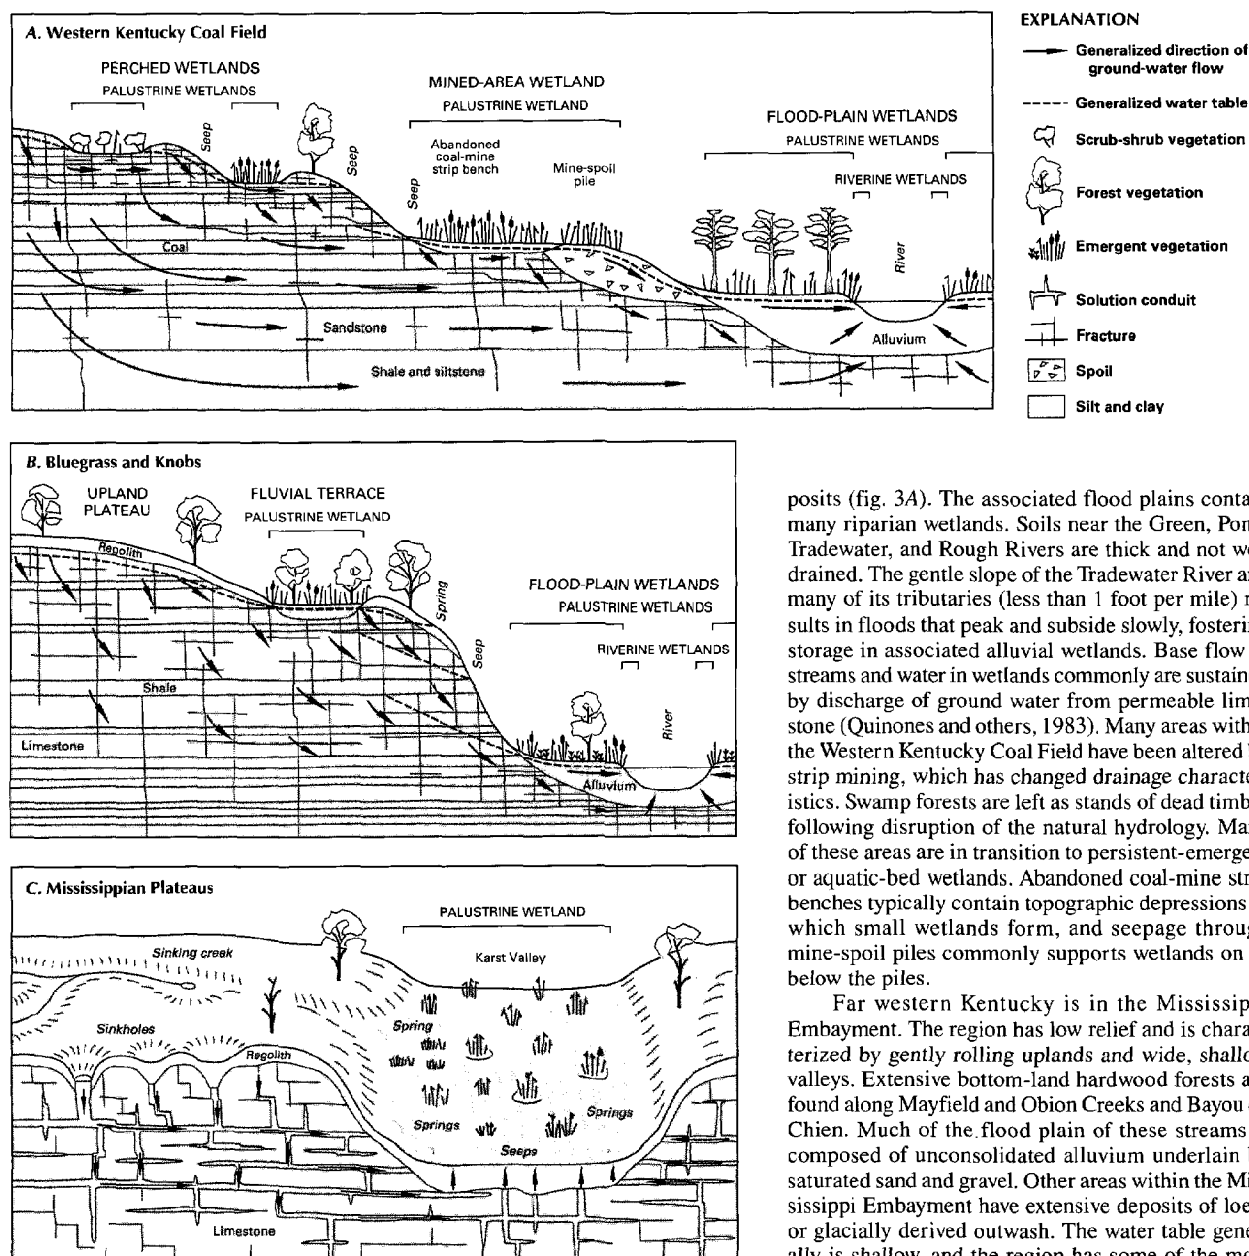 A. Western Kentucky Coal Field
PERCHED WETLANDS
PALUSTRINE WETLANDS
Seep
Seep
MINED-AREA WETLAND
PALUSTRINE WETLAND
Seep
Abandoned
coal-mine
strip bench
Mine-spoil
pile
FLOOD-PLAIN WETLANDS
PALUSTRINE WETLANDS
RIVERINE WETLANDS
River
Coal
Sandstone
Shale and siltstone
Alluvium
EXPLANATION
Generalized direction of
ground-water flow
Generalized water table
Scrub-shrub vegetation
Forest vegetation
Emergent vegetation
Solution conduit
Fracture
Spoil
Silt and clay
B. Bluegrass and Knobs
UPLAND
PLATEAU
FLUVIAL TERRACE
PALUSTRINE WETLAND
Regolith
Spring
Seep
FLOOD-PLAIN WETLANDS
PALUSTRINE WETLANDS
RIVERINE WETLANDS
River
Shale
Limestone
Alluvium
C. Mississippian Plateaus
PALUSTRINE WETLAND
Karst Valley
Sinking creek
Sinkholes
Regolith
Spring
Springs
Springs
Seeps
Limestone
posits (fig. 3A). The associated flood plains conta
many riparian wetlands. Soils near the Green, Pon
Tradewater, and Rough Rivers are thick and not we
drained. The gentle slope of the Tradewater River a
many of its tributaries (less than 1 foot per mile) r
sults in floods that peak and subside slowly, fosteri
storage in associated alluvial wetlands. Base flow
streams and water in wetlands commonly are sustain
by discharge of ground water from permeable lim
stone (Quinones and others, 1983). Many areas with
the Western Kentucky Coal Field have been altered
strip mining, which has changed drainage characte
istics. Swamp forests are left as stands of dead timb
following disruption of the natural hydrology. Ma
of these areas are in transition to persistent-emerge
or aquatic-bed wetlands. Abandoned coal-mine str
benches typically contain topographic depressions
which small wetlands form, and seepage throug
mine-spoil piles commonly supports wetlands on
below the piles.
Far western Kentucky is in the Mississip
Embayment. The region has low relief and is chara
terized by gently rolling uplands and wide, shallo
valleys. Extensive bottom-land hardwood forests a
found along Mayfield and Obion Creeks and Bayou
Chien. Much of the flood plain of these streams
composed of unconsolidated alluvium underlain
saturated sand and gravel. Other areas within the Mi
sissippi Embayment have extensive deposits of loe
or glacially derived outwash. The water table gene
ally is shallow, and the region has some of the mo